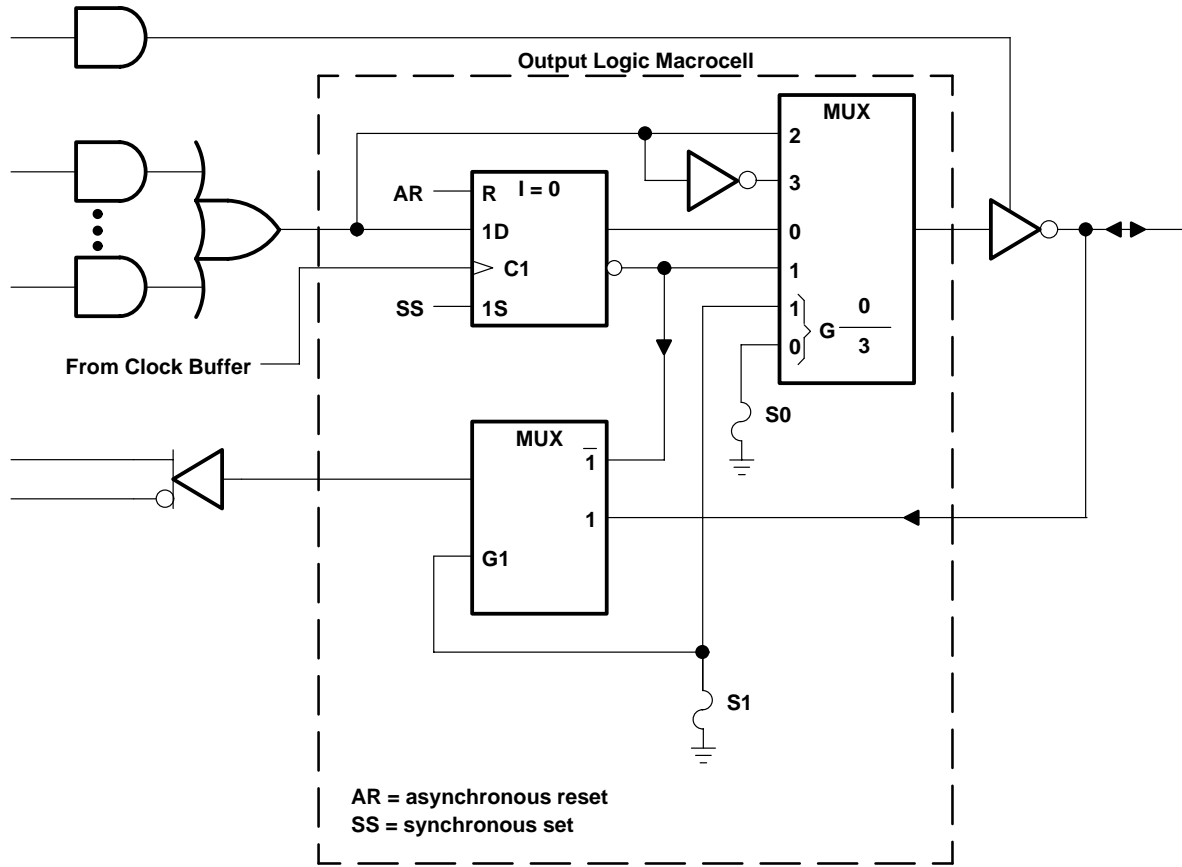 Output Logic Macrocell
MUX
2
3
0
1
1
0
G 0
3
AR
R
I = 0
1D
C1
SS
1S
From Clock Buffer
S0
MUX
1̅
1
G1
S1
AR = asynchronous reset
SS = synchronous set